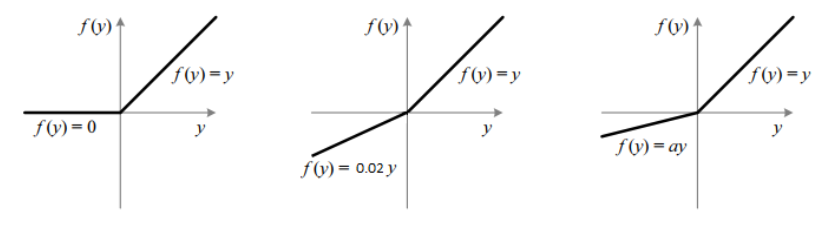 f(y)
f(y) = y
f(y) = 0
y
f(y)
f(y) = y
y
f(y) = 0.02 y
f(y)
f(y) = y
y
f(y) = ay